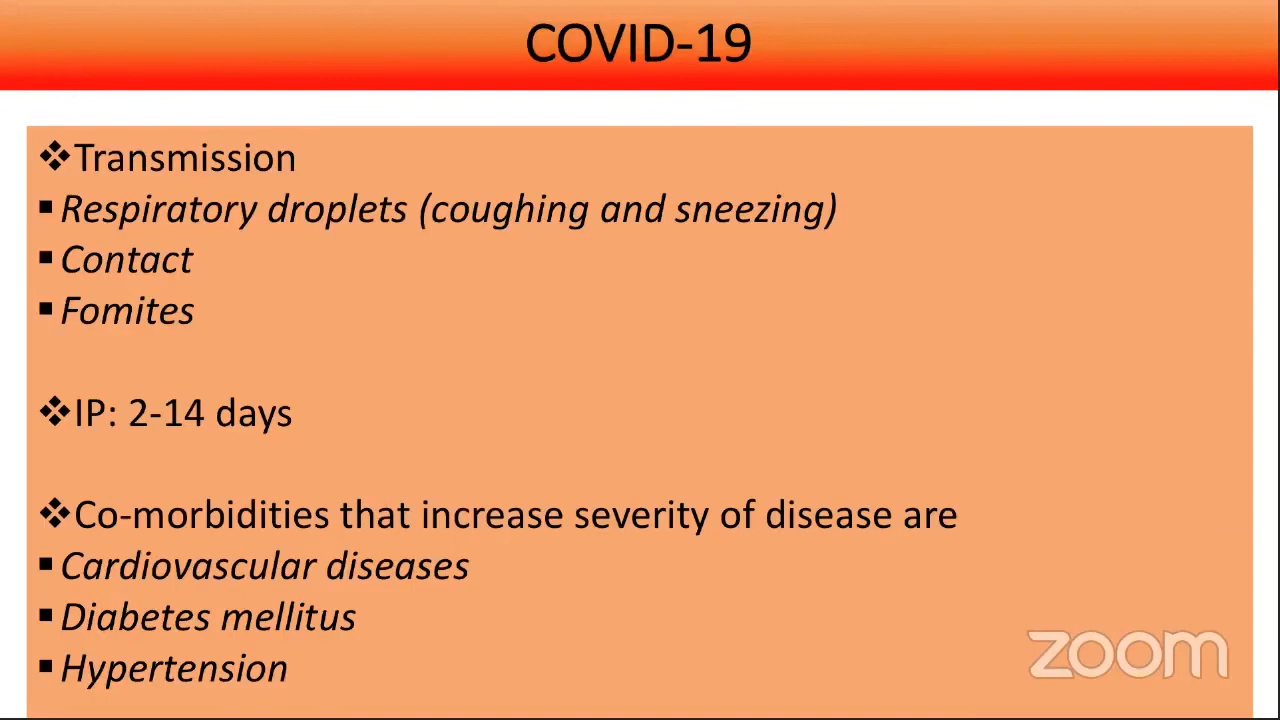 COVID-19
❖Transmission
▪Respiratory droplets (coughing and sneezing)
▪Contact
▪Fomites
❖IP: 2-14 days
❖Co-morbidities that increase severity of disease are
▪Cardiovascular diseases
▪Diabetes mellitus
▪Hypertension
zoom